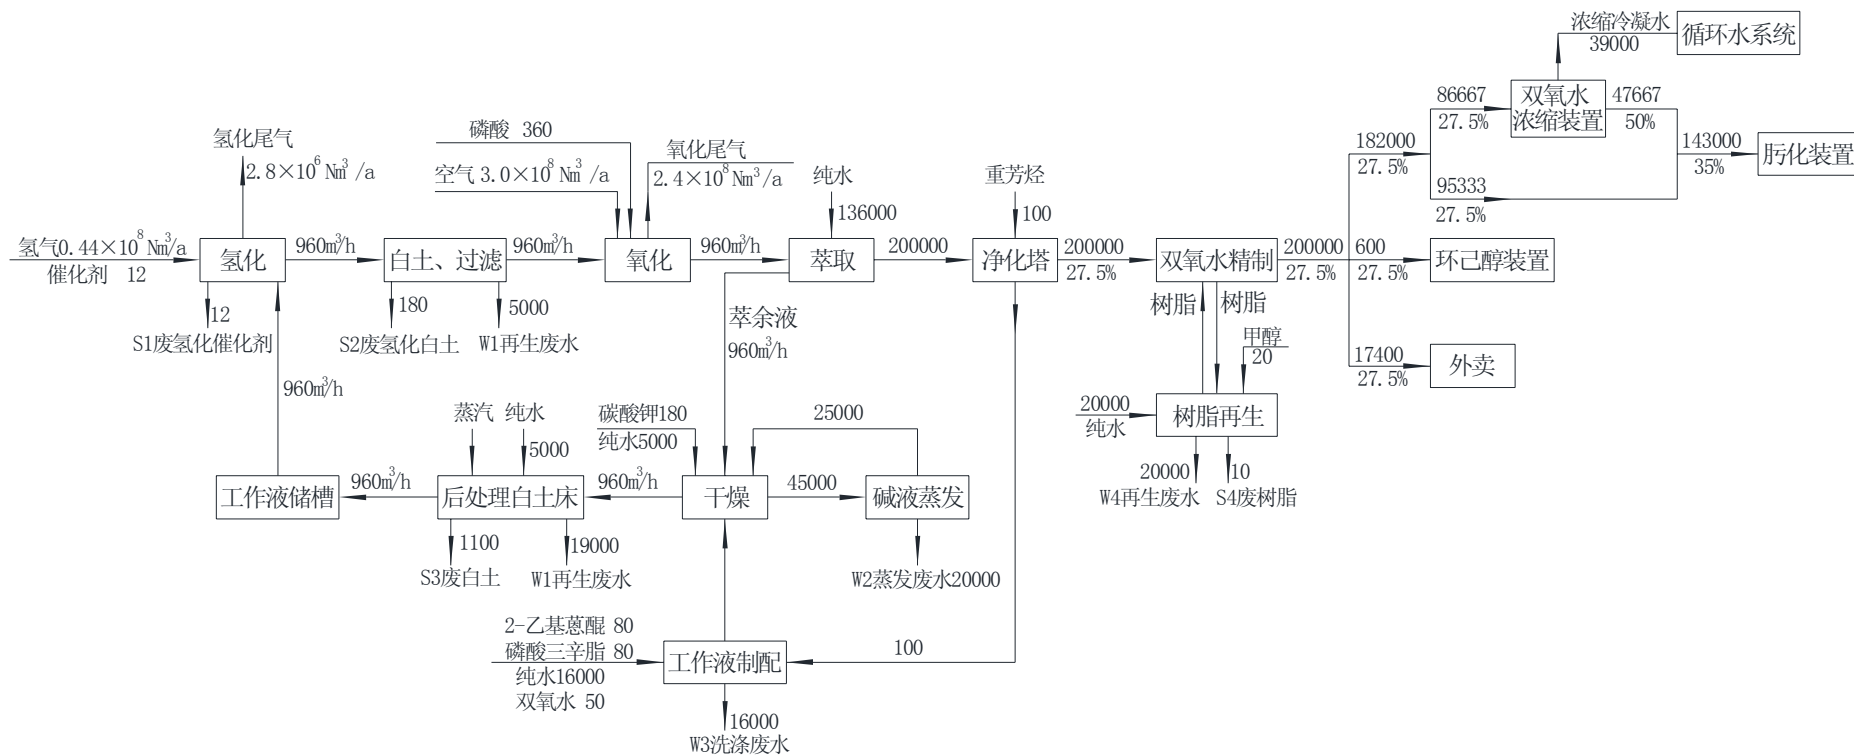 浓缩冷凝水
39000
循环水系统
86667
27.5%
双氧水
浓缩装置
47667
50%
182000
27.5%
143000
35%
肟化装置
95333
27.5%
氢化尾气
2.8×10⁶Nm³/a
磷酸 360
空气 3.0×10⁸Nm³/a
氧化尾气
2.4×10⁸Nm³/a
纯水
136000
重芳烃
100
氢气0.44×10⁸Nm³/a
催化剂 12
氢化
960m³/h
白土、过滤
960m³/h
氧化
960m³/h
萃取
200000
净化塔
200000
27.5%
双氧水精制
200000
27.5%
600
27.5%
环己醇装置
12
S1废氢化催化剂
180
S2废氢化白土
5000
W1再生废水
萃余液
960m³/h
树脂
树脂
甲醇
20
17400
27.5%
外卖
960m³/h
蒸汽
纯水
5000
碳酸钾180
纯水5000
25000
20000
纯水
树脂再生
20000
W4再生废水
10
S4废树脂
工作液储槽
960m³/h
后处理白土床
960m³/h
干燥
45000
碱液蒸发
1100
S3废白土
19000
W1再生废水
W2蒸发废水20000
2-乙基蒽醌 80
磷酸三辛脂 80
纯水16000
双氧水 50
工作液制配
100
16000
W3洗涤废水